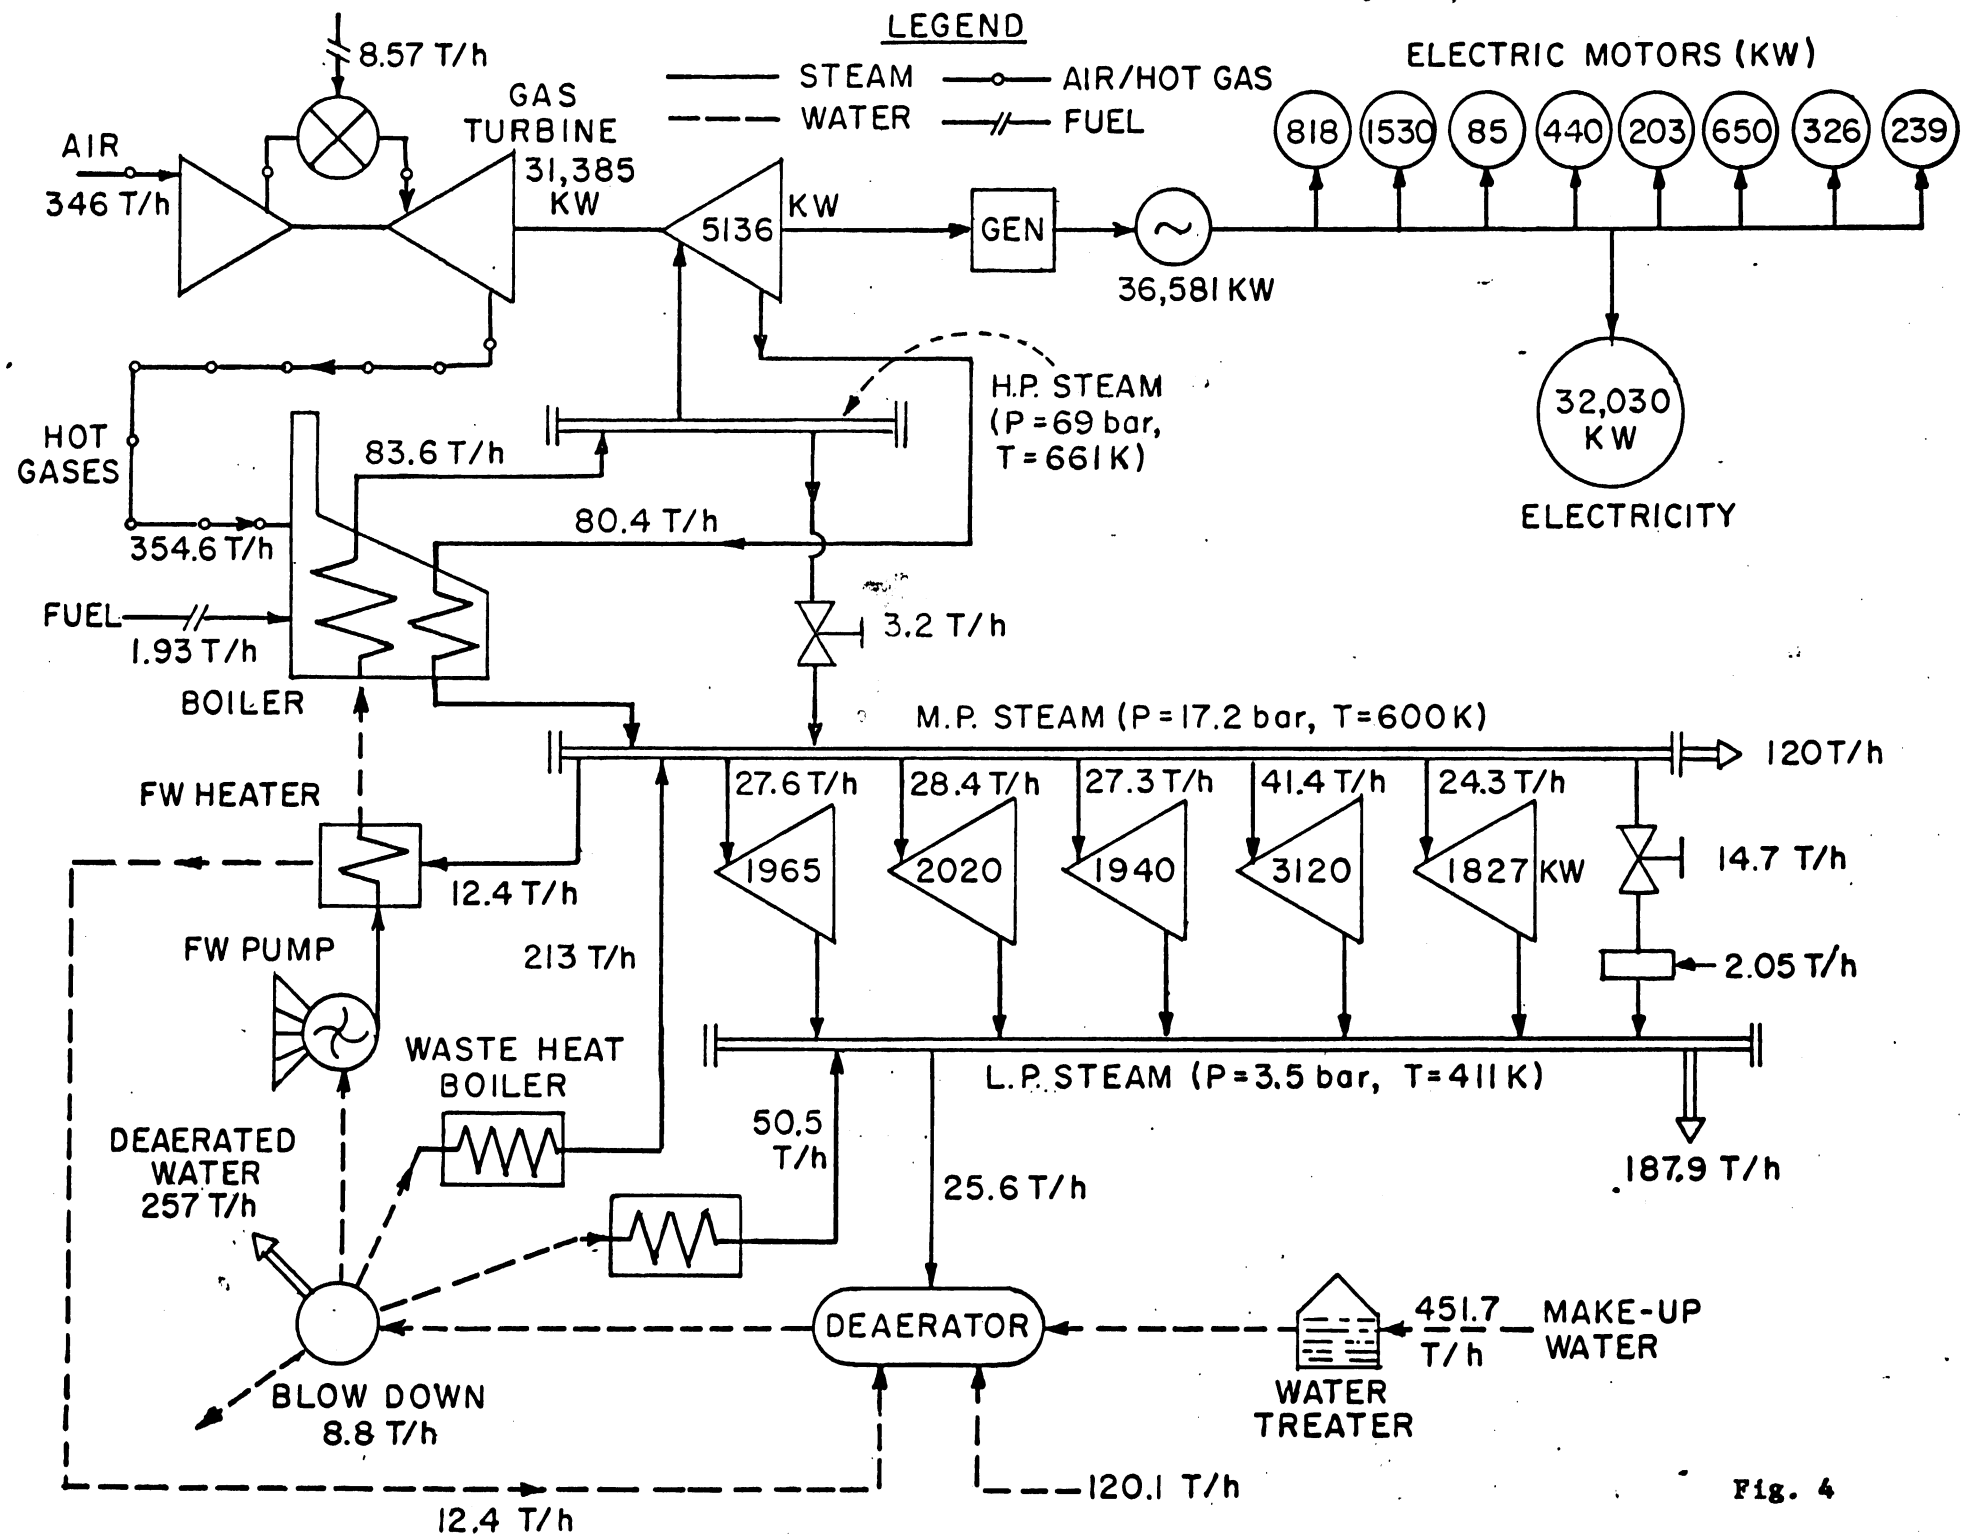 LEGEND
STEAM
AIR/HOT GAS
WATER
FUEL
8.57 T/h
GAS
TURBINE
31,385
KW
AIR
346 T/h
5136
KW
GEN
~
36,581 KW
ELECTRIC MOTORS (KW)
818
1530
85
440
203
650
326
239
32,030
KW
ELECTRICITY
H.P. STEAM
(P = 69 bar,
T = 661K)
HOT
GASES
83.6 T/h
354.6 T/h
80.4 T/h
FUEL
1.93 T/h
BOILER
3.2 T/h
M.P. STEAM (P = 17.2 bar, T = 600K)
120 T/h
FW HEATER
27.6 T/h
28.4 T/h
27.3 T/h
41.4 T/h
24.3 T/h
1965
2020
1940
3120
1827 KW
14.7 T/h
12.4 T/h
FW PUMP
213 T/h
2.05 T/h
WASTE HEAT
BOILER
L.P. STEAM (P = 3.5 bar, T = 411K)
50.5
T/h
DEAERATED
WATER
257 T/h
25.6 T/h
187.9 T/h
DEAERATOR
451.7
T/h
MAKE-UP
WATER
WATER
TREATER
BLOW DOWN
8.8 T/h
120.1 T/h
12.4 T/h
Fig. 4